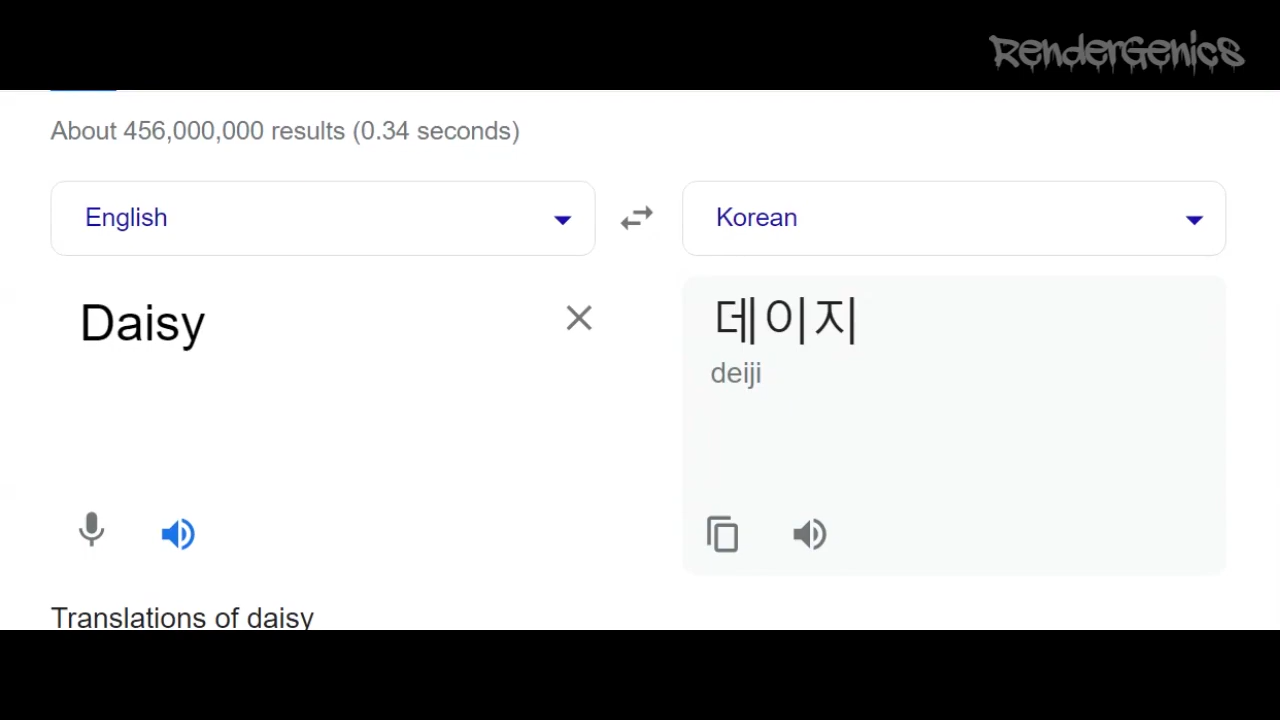 RenderGenics
About 456,000,000 results (0.34 seconds)
English
Korean
Daisy
데이지
deiji
Translations of daisy